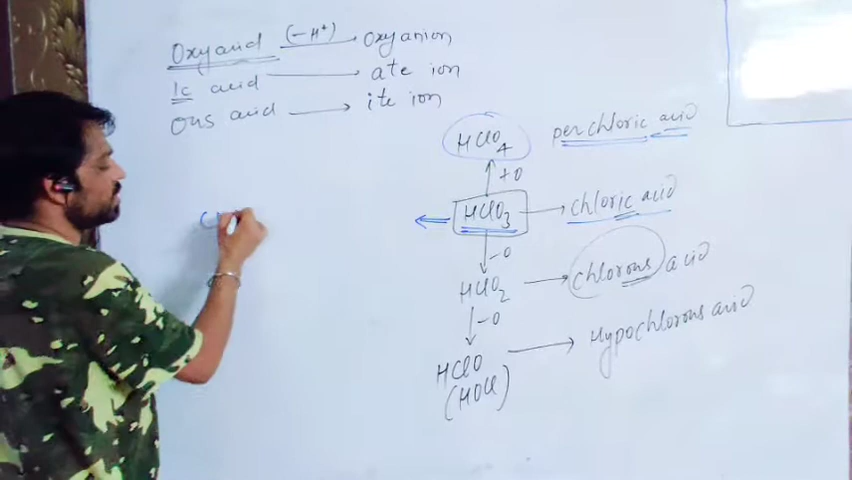 Oxyacid (-H⁺) → oxyanion
Ic acid → ate ion
Ous acid → ite ion
HClO₄ perchloric acid
+O
HClO₃ → chloric acid
-O
HClO₂ → chlorous acid
-O
HClO → Hypochlorous acid
(HOCl)